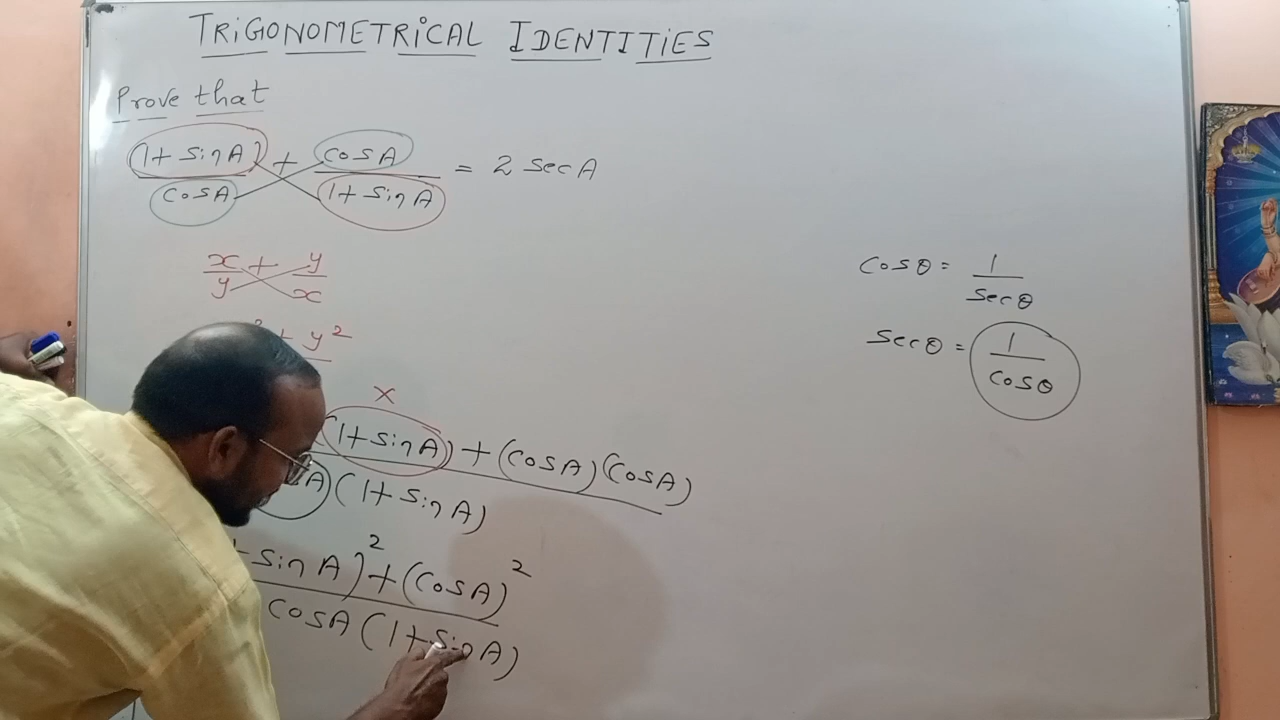 TRIGONOMETRICAL IDENTITIES
Prove that
(1 + sinA) / cosA + cosA / 1 + sinA = 2 secA
x/y + y/x
² + y²
x
(1+sinA) + (cosA)(cosA)
A)(1+ sinA)
sinA)² + (cosA)²
cosA(1+sinA)
cosθ = 1/secθ
secθ = 1/cosθ